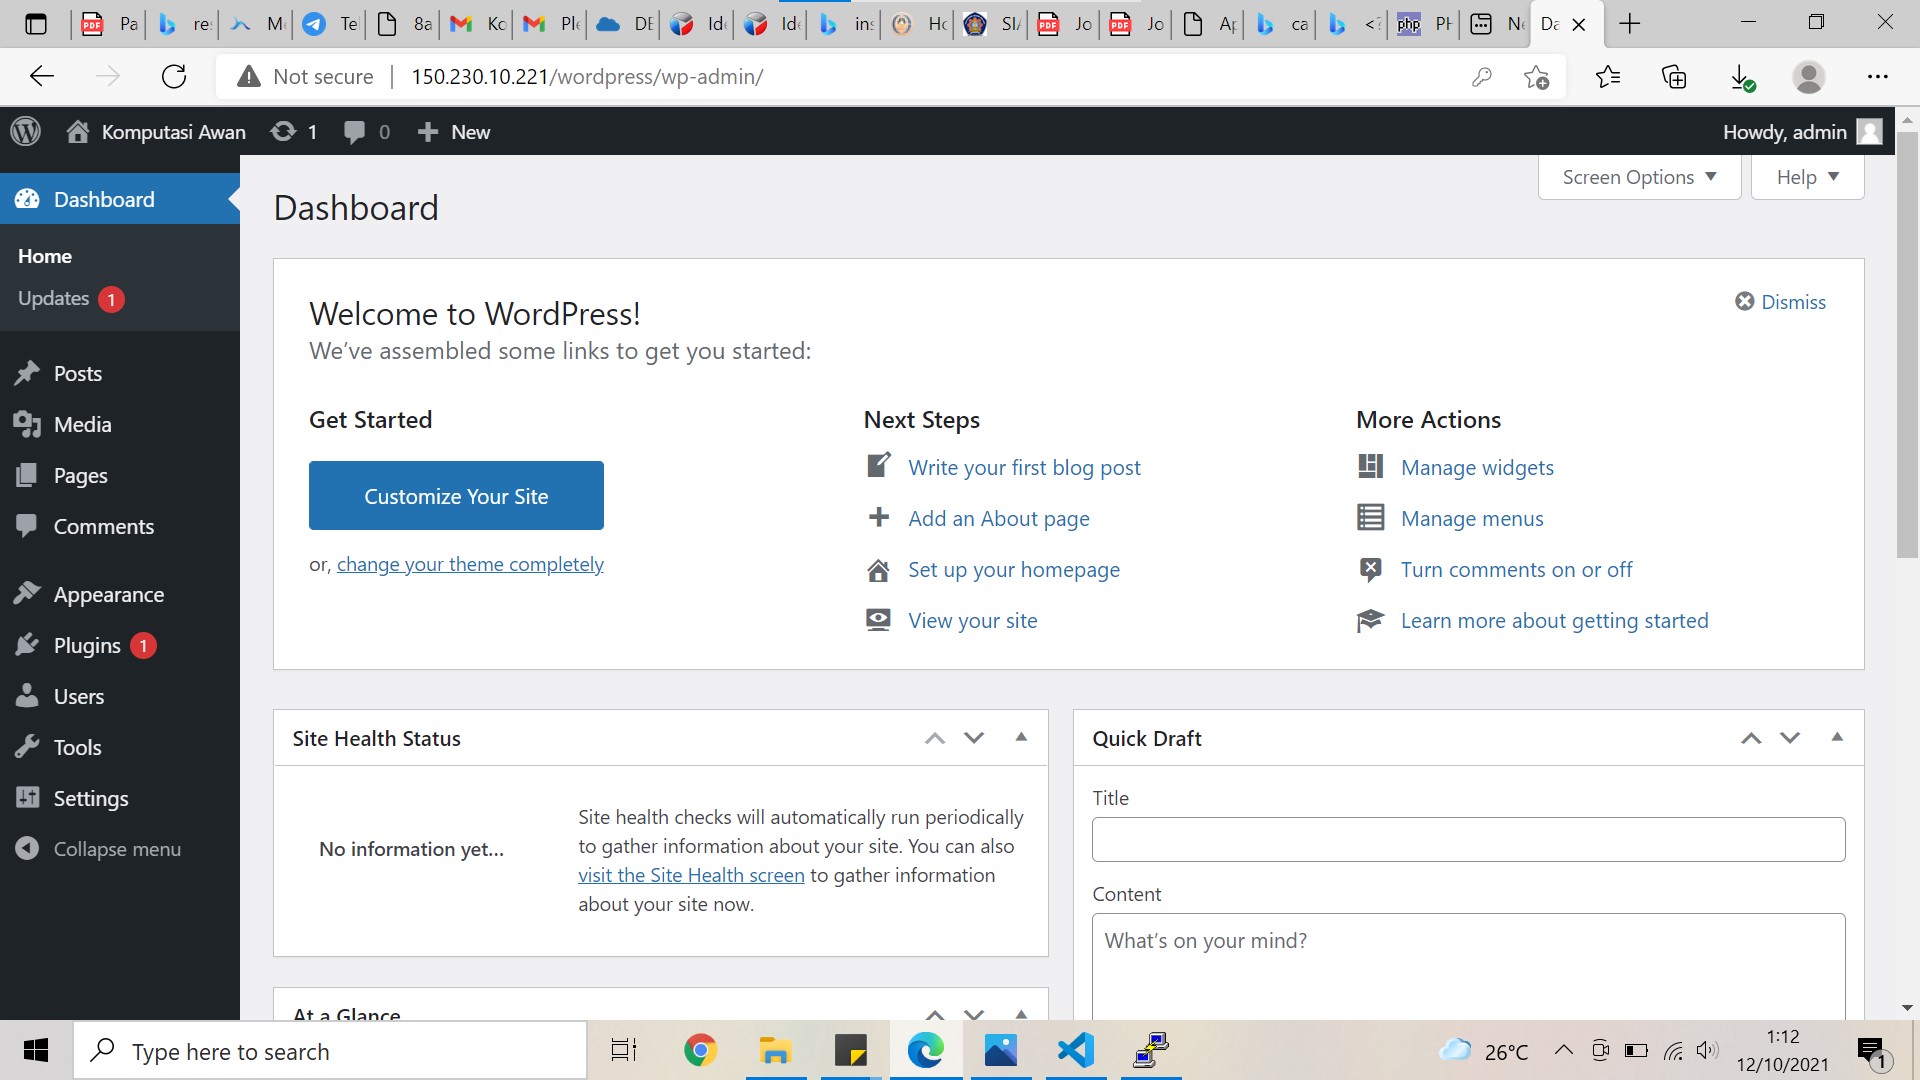 Pa
re
Me
Te
8a
Ko
Ple
DE
Ide
Ide
ins
Ho
SIA
Jo
Jo
Ap
ca
<?
PH
Ne
Da
Not secure
150.230.10.221/wordpress/wp-admin/
Komputasi Awan
1
0
New
Howdy, admin
Dashboard
Home
Updates 1
Posts
Media
Pages
Comments
Appearance
Plugins 1
Users
Tools
Settings
Collapse menu
Screen Options
Help
Dashboard
Welcome to WordPress!
We've assembled some links to get you started:
Dismiss
Get Started
Customize Your Site
or, change your theme completely
Next Steps
Write your first blog post
Add an About page
Set up your homepage
View your site
More Actions
Manage widgets
Manage menus
Turn comments on or off
Learn more about getting started
Site Health Status
No information yet...
Site health checks will automatically run periodically
to gather information about your site. You can also
visit the Site Health screen to gather information
about your site now.
At a Glance
Quick Draft
Title
Content
What's on your mind?
Type here to search
26°C
1:12
12/10/2021
1